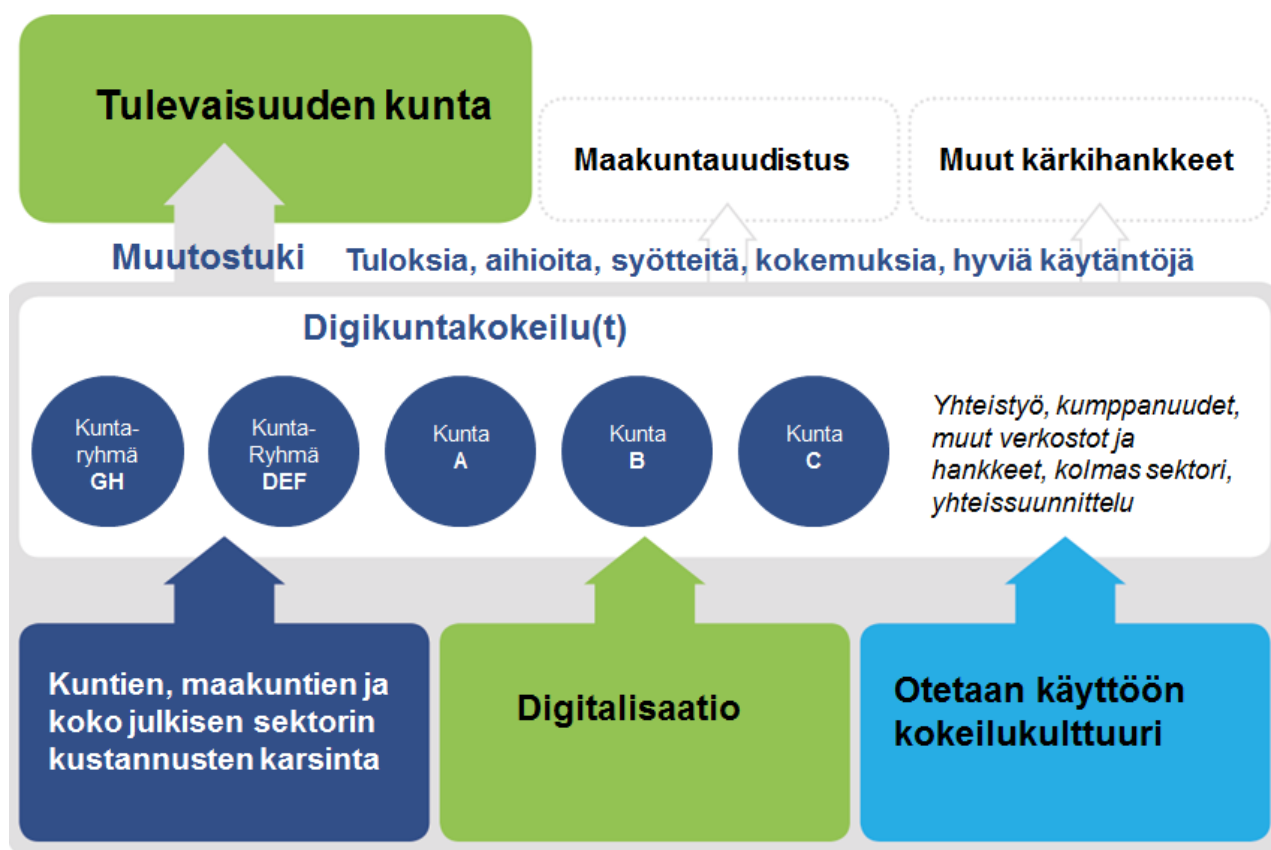 Tulevaisuuden kunta
Maakuntauudistus
Muut kärkihankkeet
Muutostuki
Tuloksia, aihioita, syötteitä, kokemuksia, hyviä käytäntöjä
Digikuntakokeilu(t)
Kunta-
ryhmä
GH
Kunta-
Ryhmä
DEF
Kunta
A
Kunta
B
Kunta
C
Yhteistyö, kumppanuudet,
muut verkostot ja
hankkeet, kolmas sektori,
yhteissuunnittelu
Kuntien, maakuntien ja
koko julkisen sektorin
kustannusten karsinta
Digitalisaatio
Otetaan käyttöön
kokeilukulttuuri